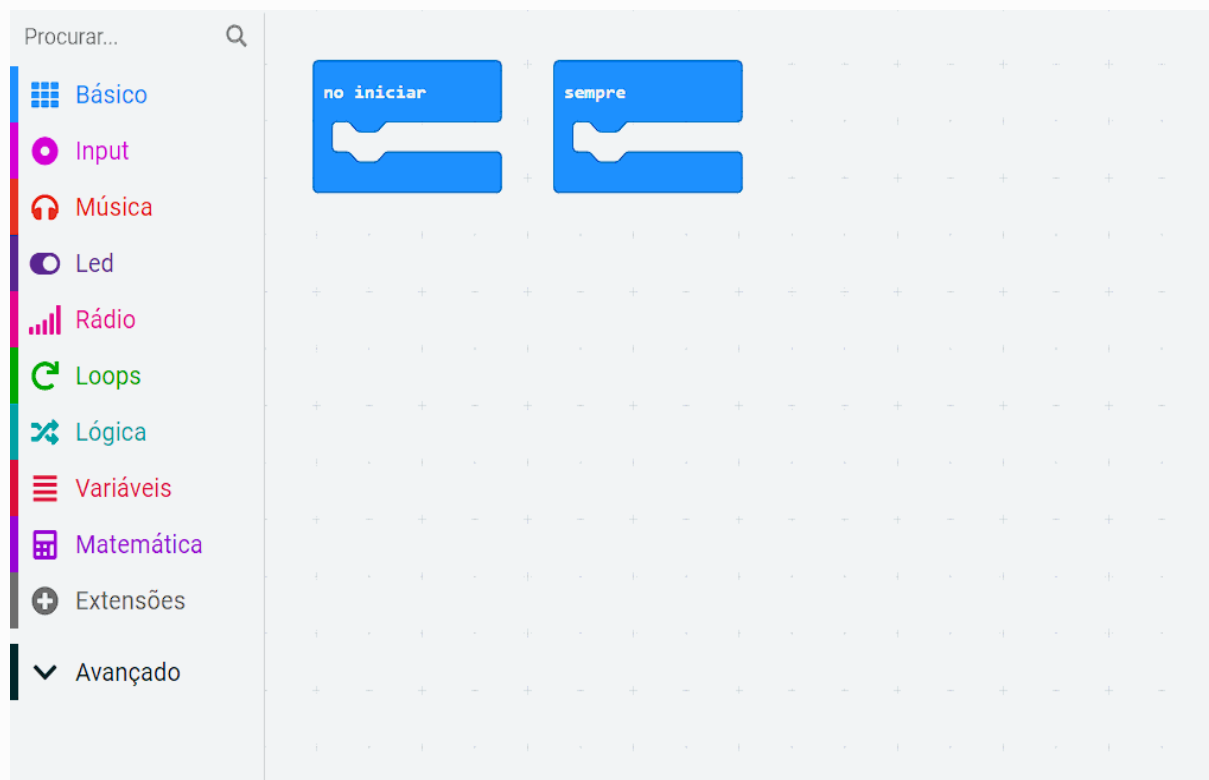 Procurar...
Básico
Input
Música
Led
Rádio
Loops
Lógica
Variáveis
Matemática
Extensões
Avançado
no iniciar
sempre